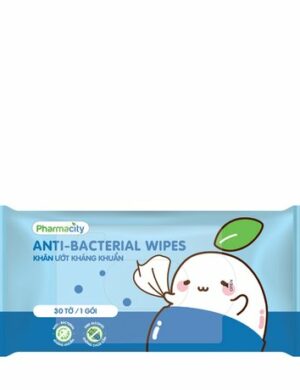 Pharmacity
ANTI-BACTERIAL WIPES
KHĂN ƯỚT KHÁNG KHUẨN
30 TỜ / 1 GÓI